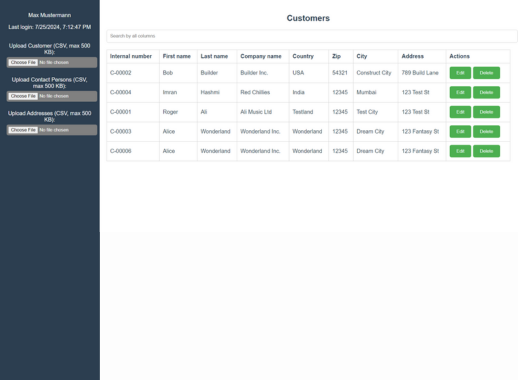 Max Mustermann
Last login: 7/25/2024, 7:12:47 PM
Upload Customer (CSV, max 500
KB):
Choose File No file chosen
Upload Contact Persons (CSV,
max 500 KB):
Choose File No file chosen
Upload Addresses (CSV, max 500
KB):
Choose File No file chosen
Customers
Search by all columns
Internal number First name Last name Company name Country Zip City Address Actions
C-00002 Bob Builder Builder Inc. USA 54321 Construct City 789 Build Lane Edit Delete
C-00004 Imran Hashmi Red Chillies India 12345 Mumbai 123 Test St Edit Delete
C-00001 Roger Ali Ali Music Ltd Testland 12345 Test City 123 Test St Edit Delete
C-00003 Alice Wonderland Wonderland Inc. Wonderland 12345 Dream City 123 Fantasy St Edit Delete
C-00006 Alice Wonderland Wonderland Inc. Wonderland 12345 Dream City 123 Fantasy St Edit Delete